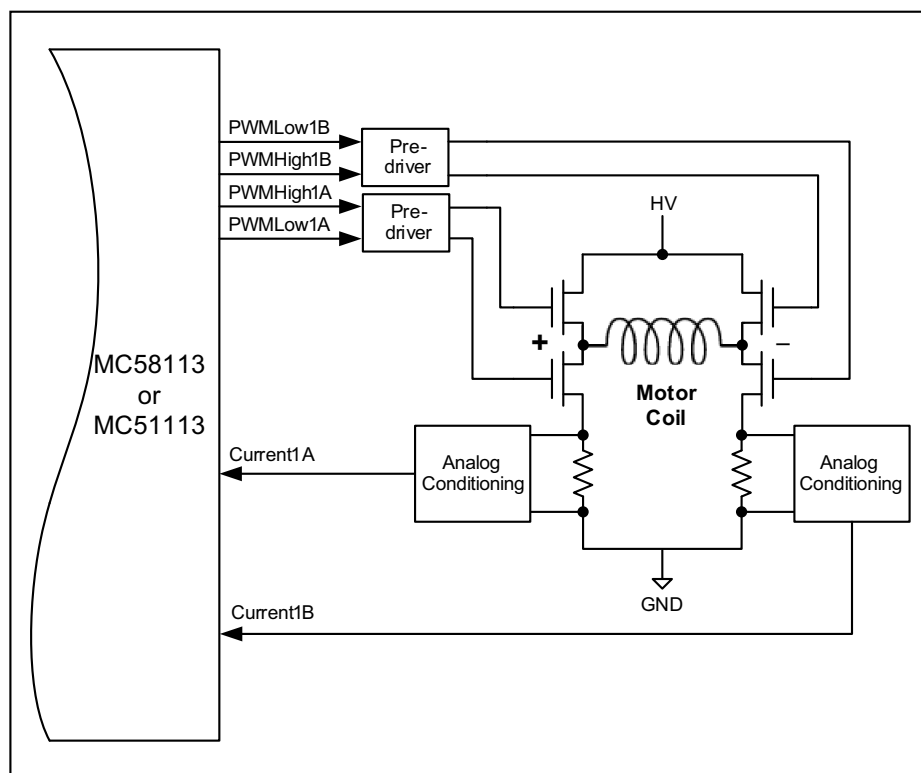 PWMLow1B
PWMHigh1B
PWMHigh1A
PWMLow1A
Pre-
driver
Pre-
driver
HV
+
–
Motor
Coil
MC58113
or
MC51113
Current1A
Analog
Conditioning
Analog
Conditioning
GND
Current1B